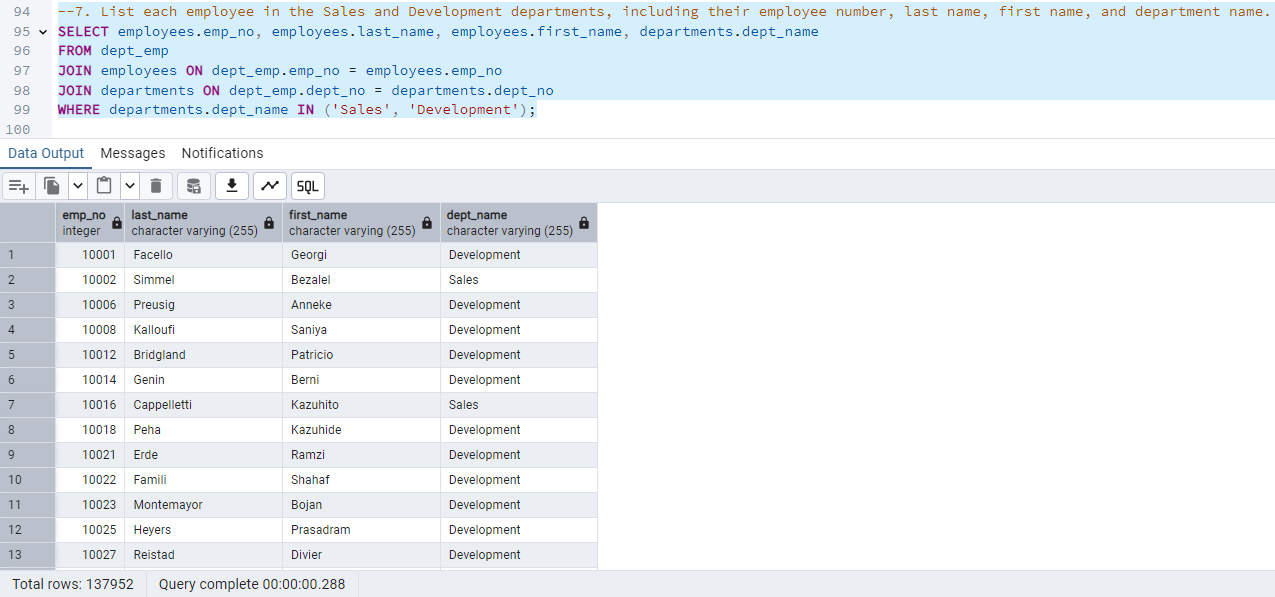 94 --7. List each employee in the Sales and Development departments, including their employee number, last name, first name, and department name.
95 SELECT employees.emp_no, employees.last_name, employees.first_name, departments.dept_name
96 FROM dept_emp
97 JOIN employees ON dept_emp.emp_no = employees.emp_no
98 JOIN departments ON dept_emp.dept_no = departments.dept_no
99 WHERE departments.dept_name IN ('Sales', 'Development');
100
Data Output Messages Notifications
SQL
emp_no last_name first_name dept_name
integer character varying (255) character varying (255) character varying (255)
1 10001 Facello Georgi Development
2 10002 Simmel Bezalel Sales
3 10006 Preusig Anneke Development
4 10008 Kalloufi Saniya Development
5 10012 Bridgland Patricio Development
6 10014 Genin Berni Development
7 10016 Cappelletti Kazuhito Sales
8 10018 Peha Kazuhide Development
9 10021 Erde Ramzi Development
10 10022 Famili Shahaf Development
11 10023 Montemayor Bojan Development
12 10025 Heyers Prasadram Development
13 10027 Reistad Divier Development
Total rows: 137952 Query complete 00:00:00.288